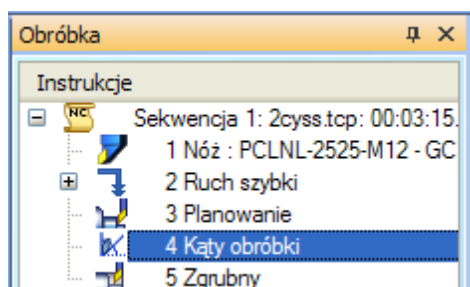 Obróbka
Instrukcje
NC Sekwencja 1: 2cyss.tcp: 00:03:15.
1 Nóż : PCLNL-2525-M12 - GC
2 Ruch szybki
3 Planowanie
4 Kąty obróbki
5 Zgrubny